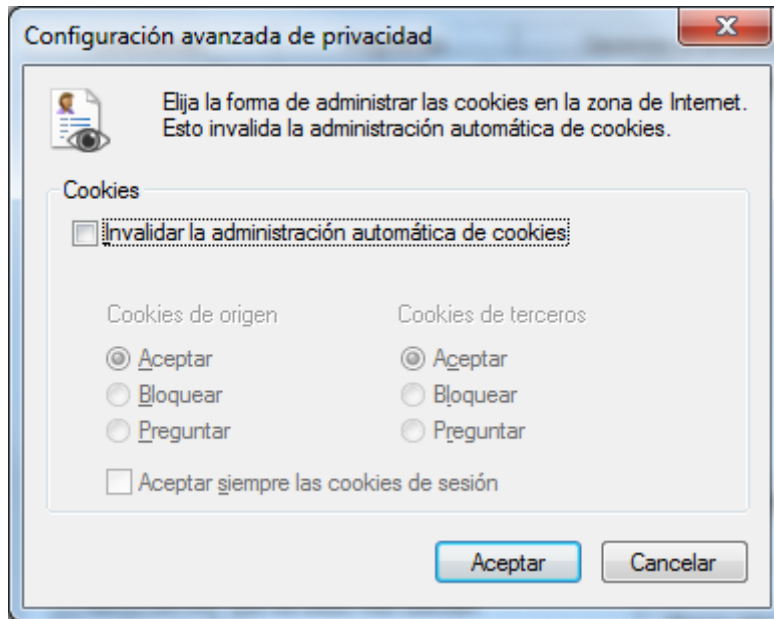 Configuración avanzada de privacidad
Elija la forma de administrar las cookies en la zona de Internet.
Esto invalida la administración automática de cookies.
Cookies
Invalidar la administración automática de cookies
Cookies de origen Cookies de terceros
Aceptar Aceptar
Bloquear Bloquear
Preguntar Preguntar
Aceptar siempre las cookies de sesión
Aceptar Cancelar